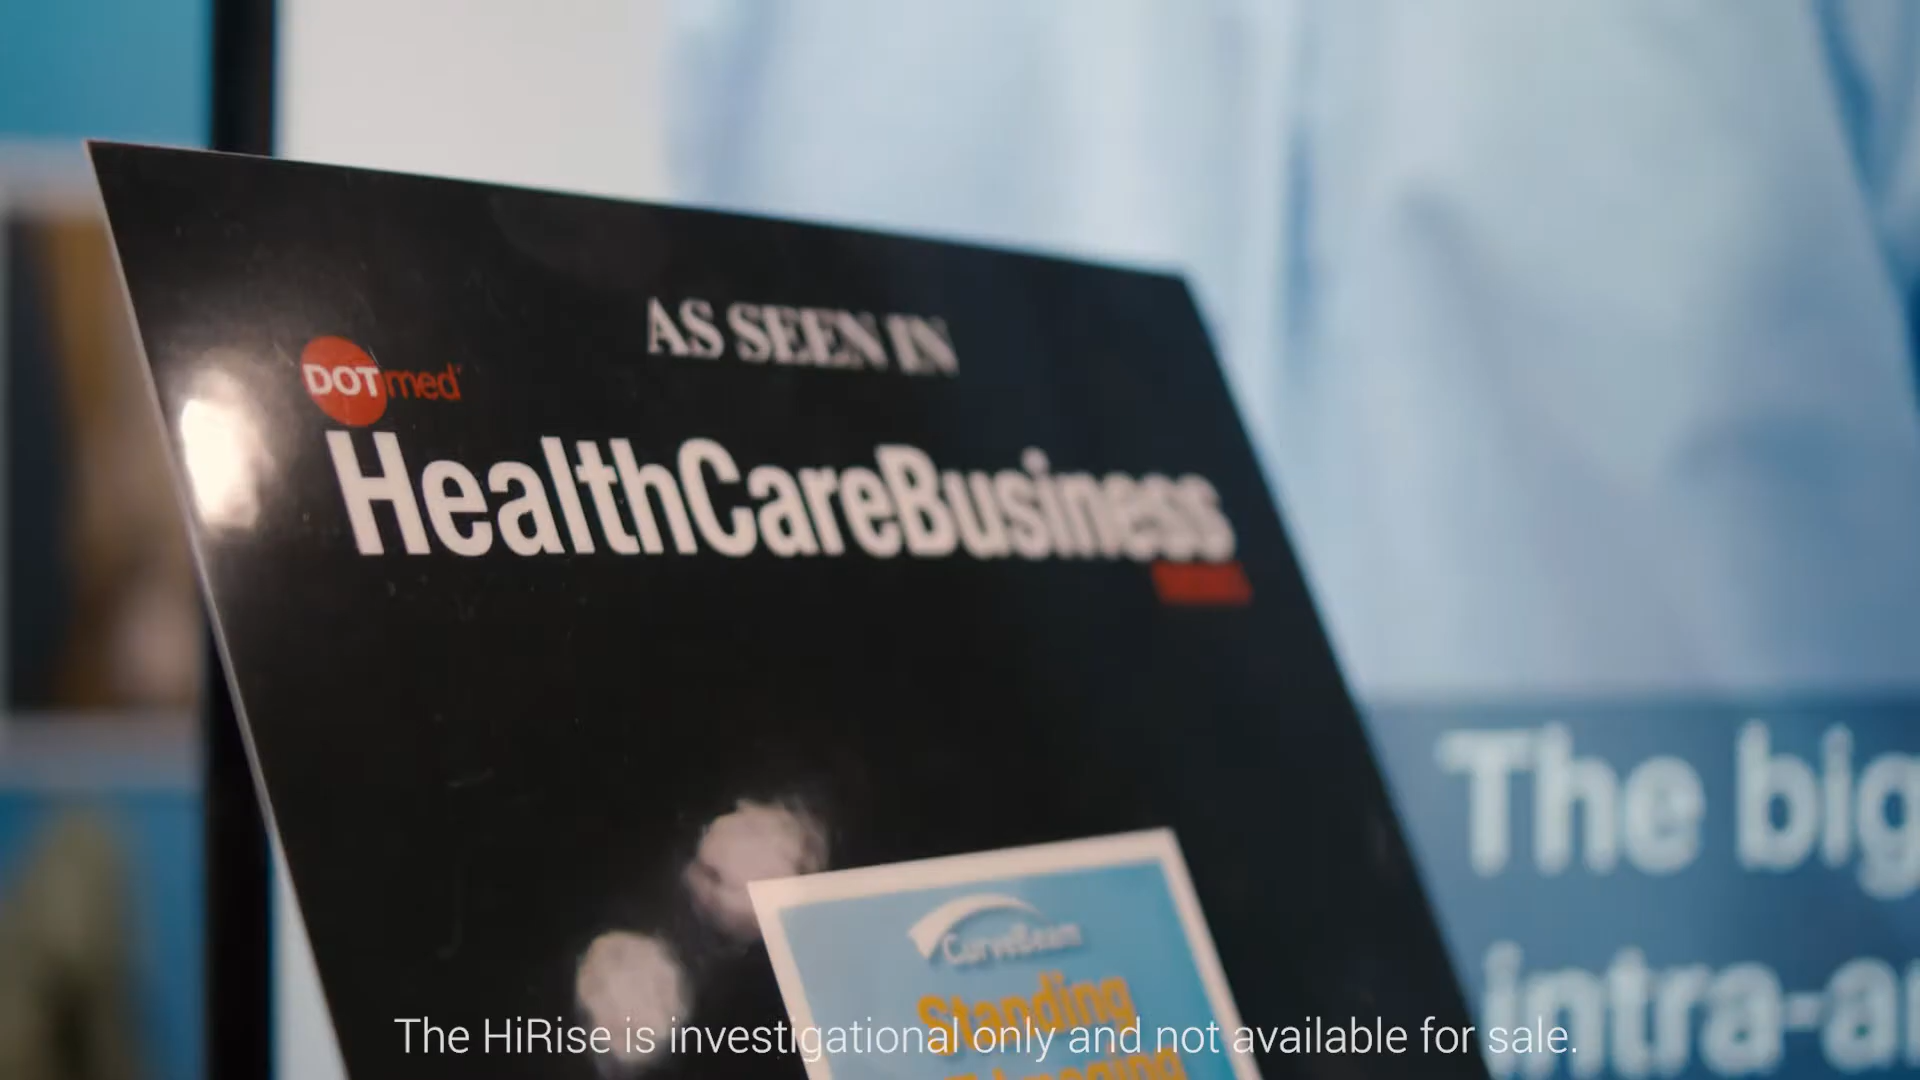 AS SEEN IN
DOTmed
HealthCareBusiness
The big
CurveBeam
Standing
intra-a
The HiRise is investigational only and not available for sale.